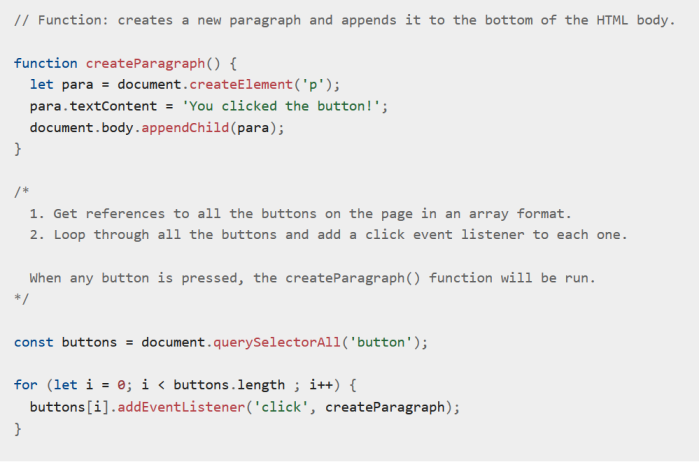 // Function: creates a new paragraph and appends it to the bottom of the HTML body.
function createParagraph() {
  let para = document.createElement('p');
  para.textContent = 'You clicked the button!';
  document.body.appendChild(para);
}
/*
  1. Get references to all the buttons on the page in an array format.
  2. Loop through all the buttons and add a click event listener to each one.
  When any button is pressed, the createParagraph() function will be run.
*/
const buttons = document.querySelectorAll('button');
for (let i = 0; i < buttons.length ; i++) {
  buttons[i].addEventListener('click', createParagraph);
}